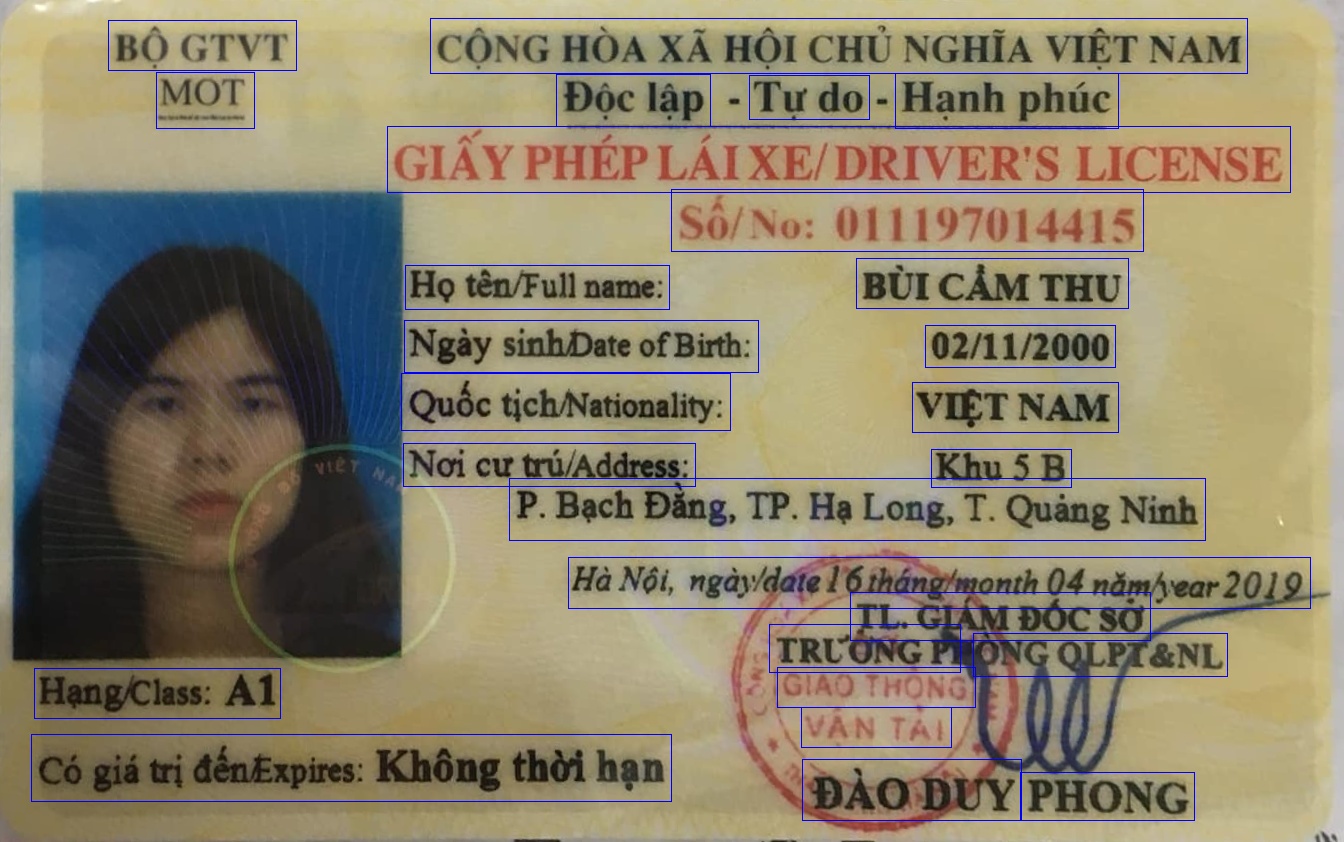 BỘ GTVT
MOT
CỘNG HÒA XÃ HỘI CHỦ NGHĨA VIỆT NAM
Độc lập - Tự do - Hạnh phúc
GIẤY PHÉP LÁI XE/ DRIVER'S LICENSE
Số/ No: 011197014415
Họ tên/Full name: BÙI CẨM THU
Ngày sinh/Date of Birth: 02/11/2000
Quốc tịch/Nationality: VIỆT NAM
Nơi cư trú/Address: Khu 5 B
P. Bạch Đằng, TP. Hạ Long, T. Quảng Ninh
Hà Nội, ngày/date 16 tháng/month 04 năm/year 2019
TL. GIÁM ĐỐC SỞ
TRƯỞNG PHÒNG QLPT&NL
GIAO THÔNG
VẬN TẢI
ĐÀO DUY PHONG
Hạng/Class: A1
Có giá trị đến/Expires: Không thời hạn